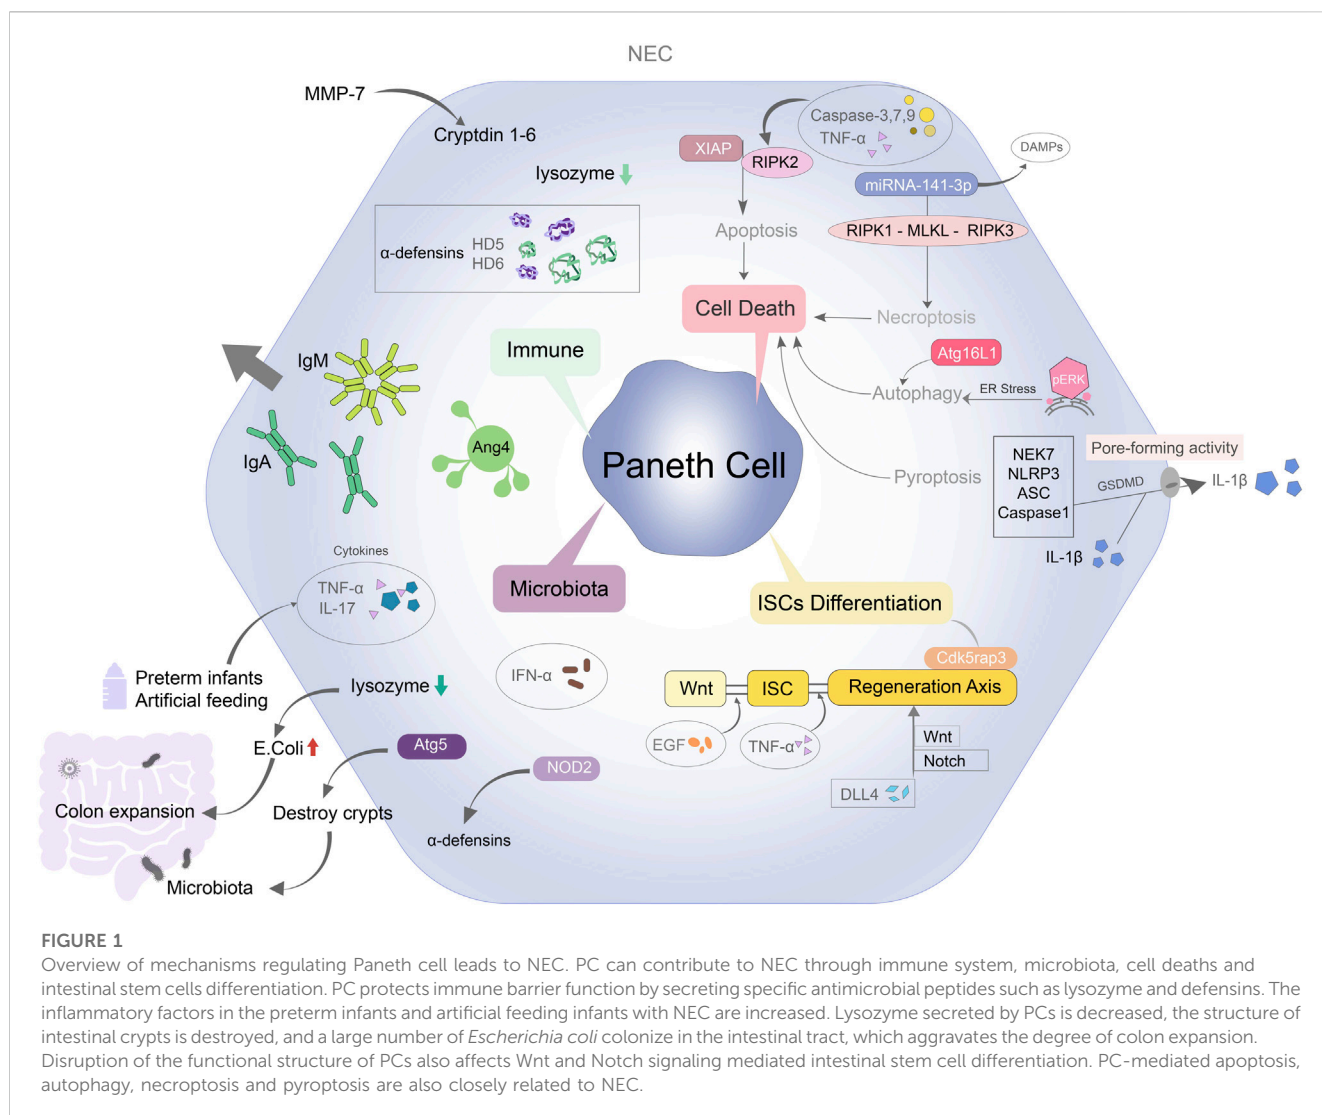 NEC
MMP-7
Cryptdin 1-6
lysozyme
α-defensins
HD5
HD6
Caspase-3,7,9
TNF-α
XIAP
RIPK2
DAMPs
miRNA-141-3p
RIPK1 - MLKL - RIPK3
Apoptosis
Cell Death
Necroptosis
Atg16L1
Autophagy
ER Stress
pERK
Immune
IgM
IgA
Ang4
Paneth Cell
Pyroptosis
NEK7
NLRP3
ASC
Caspase1
Pore-forming activity
GSDMD
IL-1β
IL-1β
Cytokines
TNF-α
IL-17
Microbiota
ISCs Differentiation
Cdk5rap3
Wnt
ISC
Regeneration Axis
EGF
TNF-α
Wnt
Notch
DLL4
IFN-α
Preterm infants
Artificial feeding
lysozyme
E.Coli
Atg5
NOD2
Colon expansion
Destroy crypts
α-defensins
Microbiota
FIGURE 1
Overview of mechanisms regulating Paneth cell leads to NEC. PC can contribute to NEC through immune system, microbiota, cell deaths and
intestinal stem cells differentiation. PC protects immune barrier function by secreting specific antimicrobial peptides such as lysozyme and defensins. The
inflammatory factors in the preterm infants and artificial feeding infants with NEC are increased. Lysozyme secreted by PCs is decreased, the structure of
intestinal crypts is destroyed, and a large number of Escherichia coli colonize in the intestinal tract, which aggravates the degree of colon expansion.
Disruption of the functional structure of PCs also affects Wnt and Notch signaling mediated intestinal stem cell differentiation. PC-mediated apoptosis,
autophagy, necroptosis and pyroptosis are also closely related to NEC.